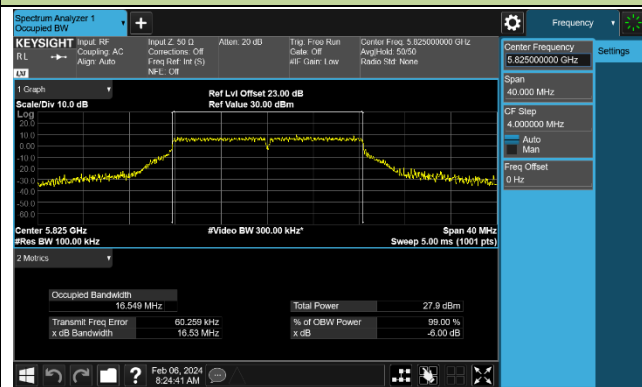 Spectrum Analyzer 1
Occupied BW
+
Frequency
KEYSIGHT
Input: RF
Coupling: AC
Align: Auto
Input Z: 50 Ω
Corrections: Off
Freq Ref: Int (S)
NFE: Off
Atten: 20 dB
Trig: Free Run
Gate: Off
#IF Gain: Low
Center Freq: 5.825000000 GHz
Avg|Hold: 50/50
Radio Std: None
RL
LXI
Center Frequency
5.825000000 GHz
Settings
Span
40.000 MHz
CF Step
4.000000 MHz
Auto
Man
Freq Offset
0 Hz
1 Graph
Scale/Div 10.0 dB
Ref Lvl Offset 23.00 dB
Ref Value 30.00 dBm
Log
20.0
10.0
0.00
-10.0
-20.0
-30.0
-40.0
-50.0
-60.0
Center 5.825 GHz
#Res BW 100.00 kHz
#Video BW 300.00 kHz*
Span 40 MHz
Sweep 5.00 ms (1001 pts)
2 Metrics
Occupied Bandwidth
16.549 MHz
Total Power 27.9 dBm
Transmit Freq Error 60.259 kHz
% of OBW Power 99.00 %
x dB Bandwidth 16.53 MHz
x dB -6.00 dB
?
Feb 06, 2024
8:24:41 AM